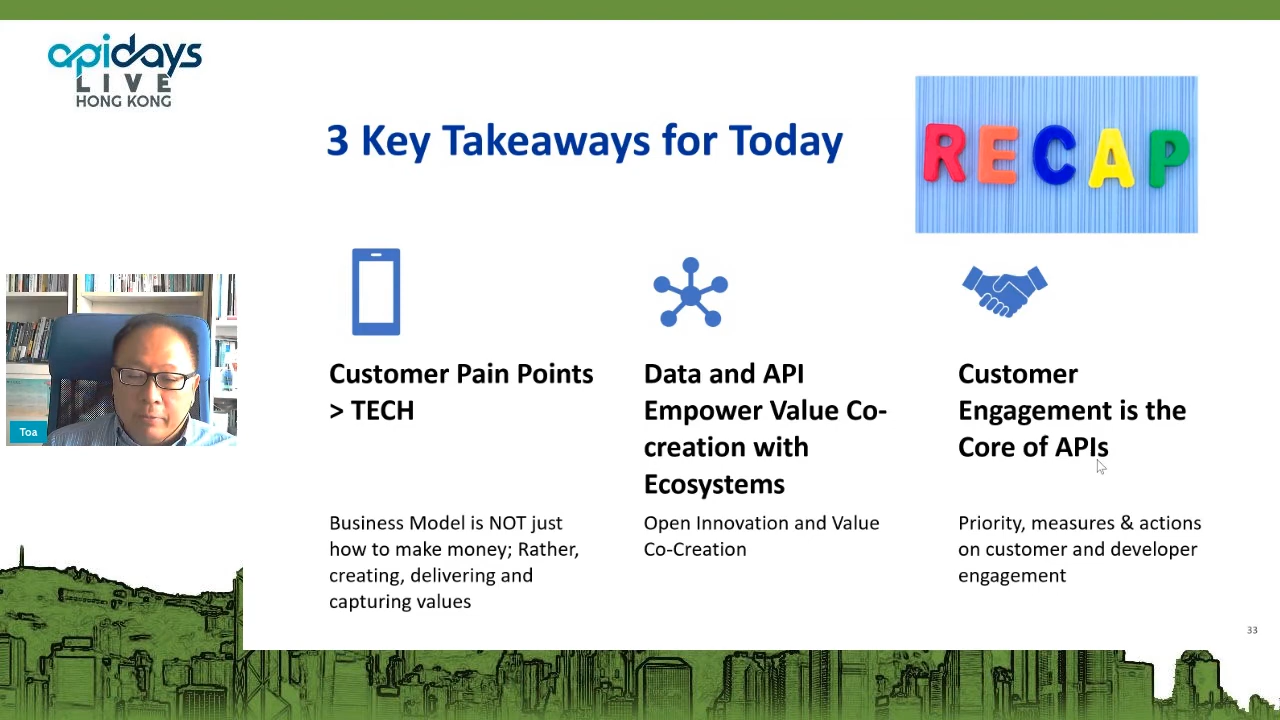 apidays
LIVE
HONG KONG
3 Key Takeaways for Today
RECAP
Toa
Customer Pain Points
> TECH
Business Model is NOT just
how to make money; Rather,
creating, delivering and
capturing values
Data and API
Empower Value Co-
creation with
Ecosystems
Open Innovation and Value
Co-Creation
Customer
Engagement is the
Core of APIs
Priority, measures & actions
on customer and developer
engagement
33